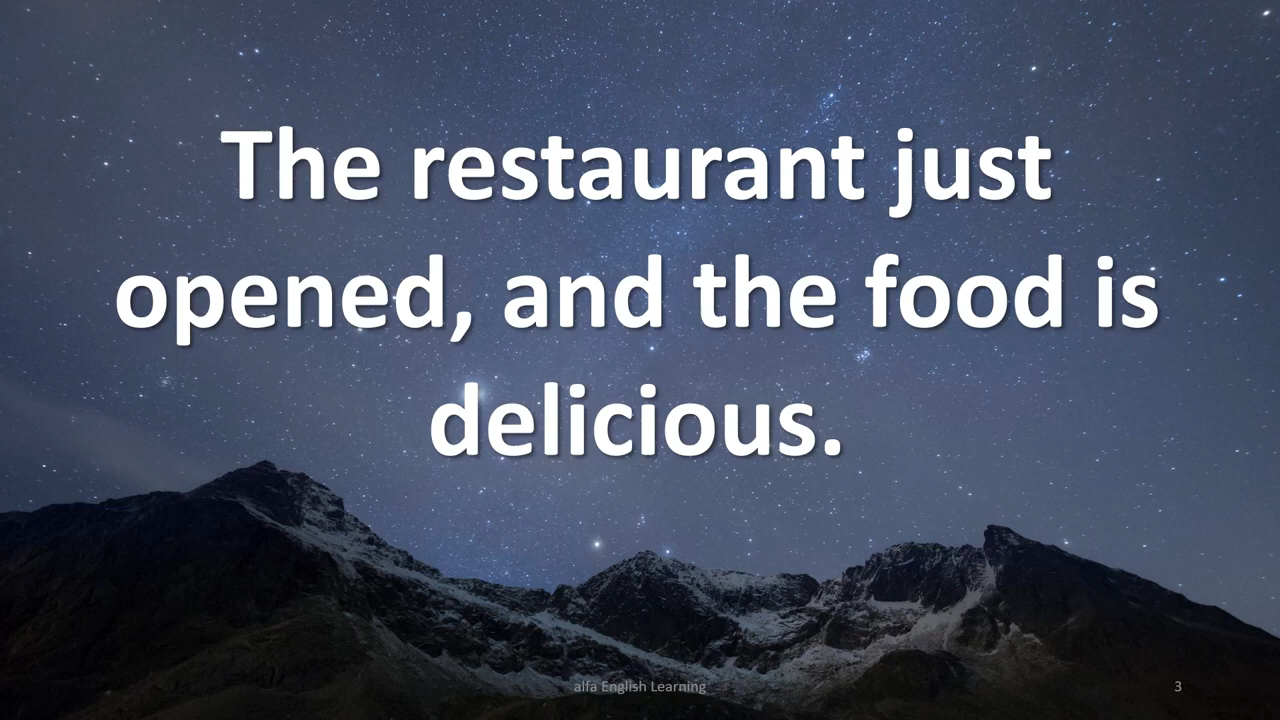 The restaurant just
opened, and the food is
delicious.
alfa English Learning
3